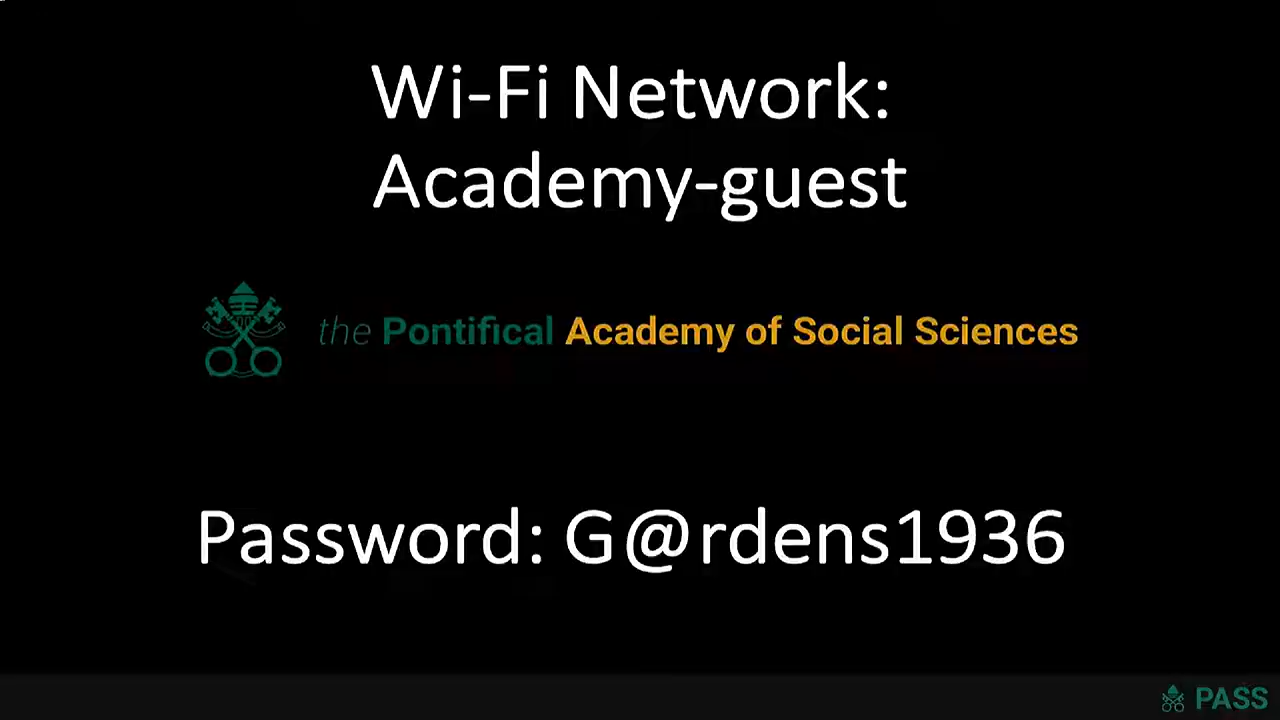 Wi-Fi Network:
Academy-guest
the Pontifical Academy of Social Sciences
Password: G@rdens1936
PASS